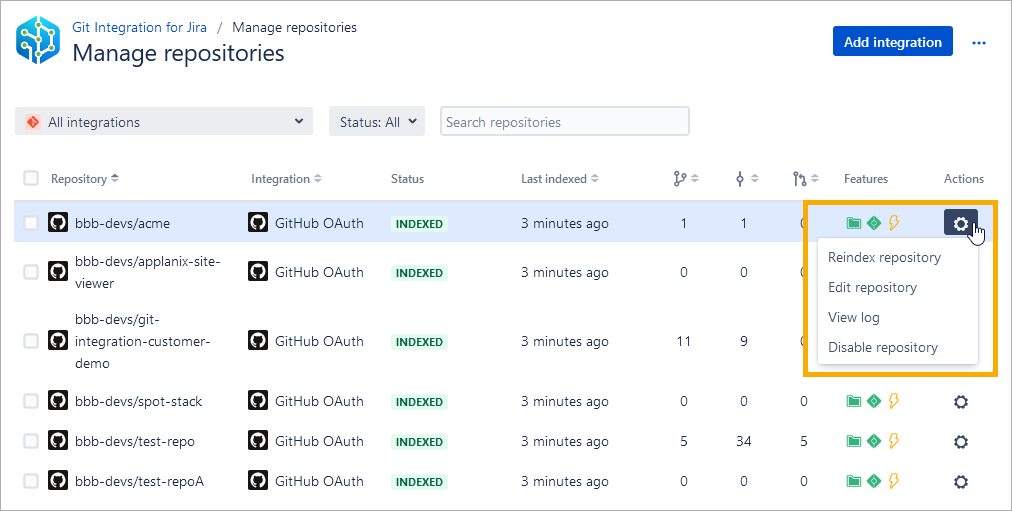 Git Integration for Jira / Manage repositories
Manage repositories
Add integration
All integrations
Status: All
Search repositories
Repository Integration Status Last indexed Features Actions
bbb-devs/acme GitHub OAuth INDEXED 3 minutes ago 1 1
Reindex repository
bbb-devs/applanix-site-
viewer
GitHub OAuth INDEXED 3 minutes ago 0 0
Edit repository
View log
bbb-devs/git-
integration-customer-
demo
GitHub OAuth INDEXED 3 minutes ago 11 9
Disable repository
bbb-devs/spot-stack GitHub OAuth INDEXED 3 minutes ago 0 0 0
bbb-devs/test-repo GitHub OAuth INDEXED 3 minutes ago 5 34 5
bbb-devs/test-repoA GitHub OAuth INDEXED 3 minutes ago 0 0 0